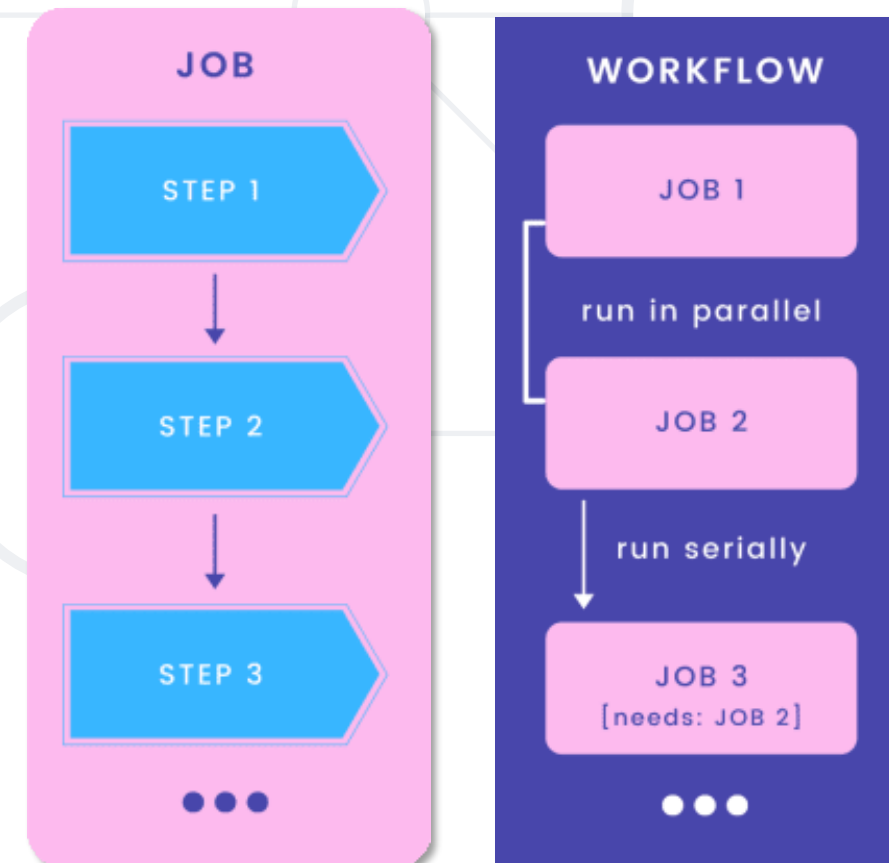 JOB
STEP 1
STEP 2
STEP 3
WORKFLOW
JOB 1
run in parallel
JOB 2
run serially
JOB 3
[needs: JOB 2]